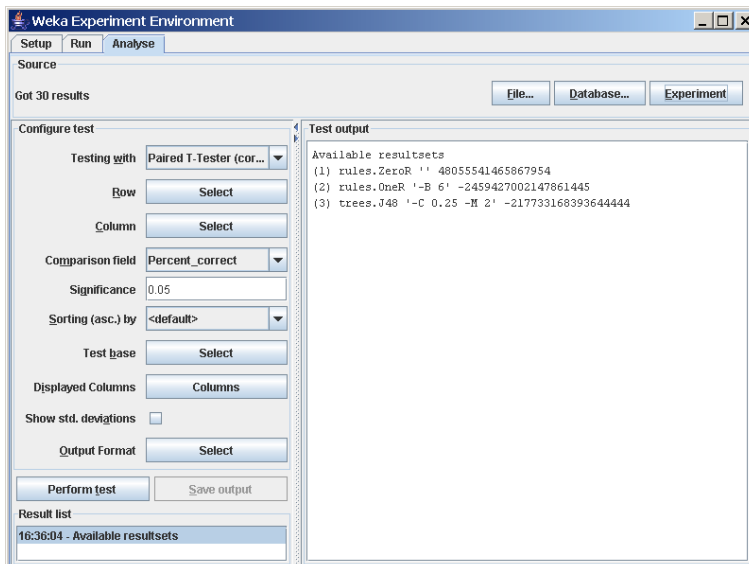 Weka Experiment Environment
Setup Run Analyse
Source
Got 30 results
File... Database... Experiment
Configure test
Testing with Paired T-Tester (cor...
Row Select
Column Select
Comparison field Percent_correct
Significance 0.05
Sorting (asc.) by <default>
Test base Select
Displayed Columns Columns
Show std. deviations
Output Format Select
Perform test Save output
Result list
16:36:04 - Available resultsets
Test output
Available resultsets
(1) rules.ZeroR '' 48055541465867954
(2) rules.OneR '-B 6' -2459427002147861445
(3) trees.J48 '-C 0.25 -M 2' -217733168393644444